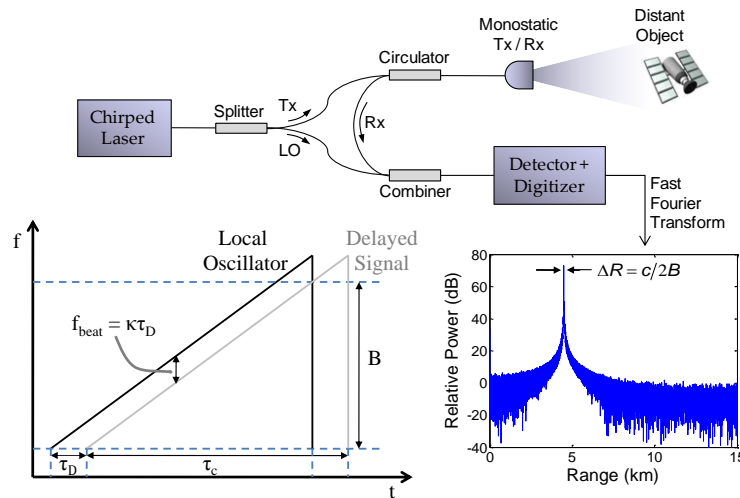 Monostatic
Tx / Rx
Distant
Object
Circulator
Splitter
Tx
Chirped
Laser
Rx
LO
Combiner
Detector +
Digitizer
Fast
Fourier
Transform
f
Local
Oscillator
Delayed
Signal
f_beat = κτ_D
B
τ_D
τ_c
t
ΔR = c/2B
Relative Power (dB)
80
60
40
20
0
-20
-40
0
5
10
15
Range (km)